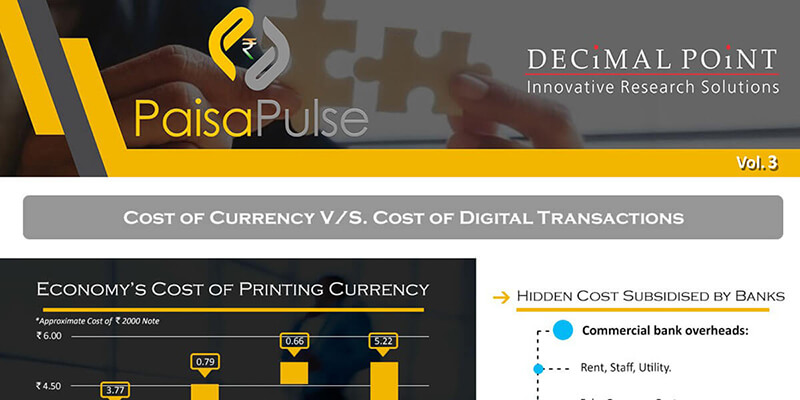 PaisaPulse
DECiMAL POiNT
Innovative Research Solutions
Vol.3
COST OF CURRENCY V/S. COST OF DIGITAL TRANSACTIONS
ECONOMY'S COST OF PRINTING CURRENCY
*Approximate Cost of ₹ 2000 Note
₹ 6.00
0.66
5.22
0.79
₹ 4.50
3.77
HIDDEN COST SUBSIDISED BY BANKS
Commercial bank overheads:
Rent, Staff, Utility.